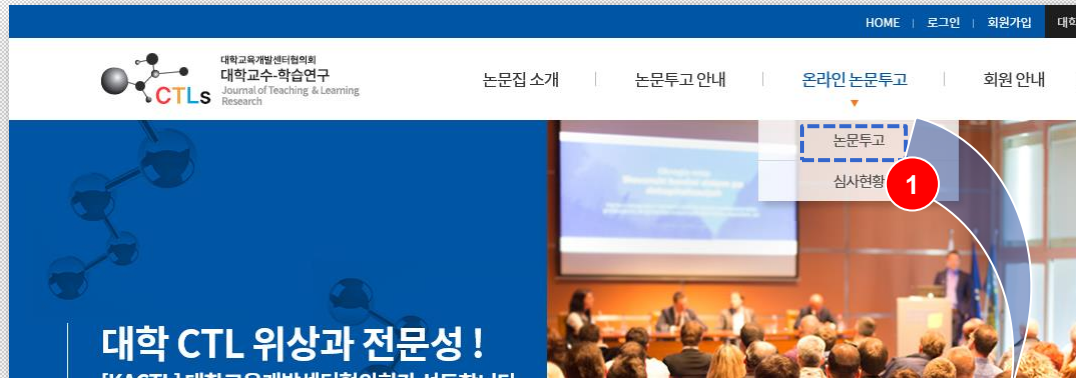 HOME | 로그인 | 회원가입
대학교육개발센터협의회
대학교수-학습연구
Journal of Teaching & Learning
Research
CTLs
논문집 소개 | 논문투고 안내 | 온라인 논문투고 | 회원 안내
논문투고
심사현황
1
대학 CTL 위상과 전문성 !